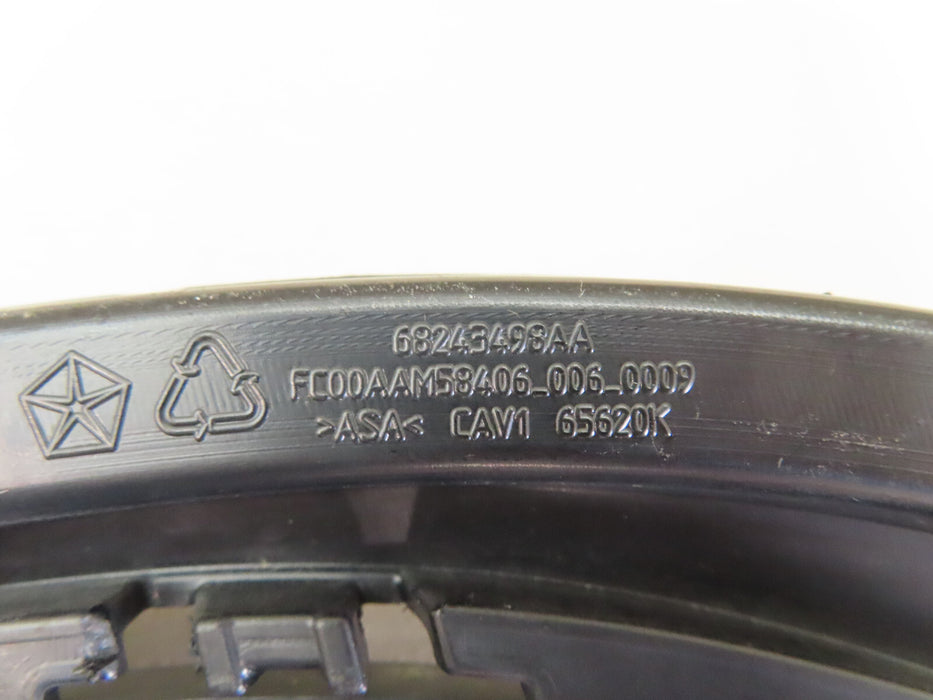 68243498AA
FC00AAM58406_006_0009
>ASA< CAV1 65620K